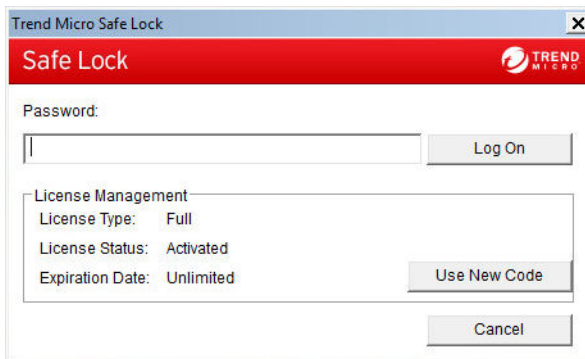 Trend Micro Safe Lock
Safe Lock
TREND
MICRO
Password:
Log On
License Management
License Type: Full
License Status: Activated
Expiration Date: Unlimited
Use New Code
Cancel